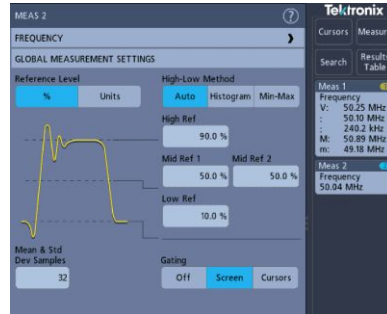 MEAS 2
?
FREQUENCY
GLOBAL MEASUREMENT SETTINGS
Reference Level
% Units
High-Low Method
Auto Histogram Min-Max
High Ref
90.0 %
Mid Ref 1 Mid Ref 2
50.0 % 50.0 %
Low Ref
10.0 %
Mean & Std
Dev Samples
32
Gating
Off Screen Cursors
Tektronix
Cursors Measur
Search Results
Table
Meas 1
Frequency
V: 50.25 MHz
: 50.10 MHz
: 240.2 kHz
M: 50.89 MHz
m: 49.18 MHz
Meas 2
Frequency
50.04 MHz